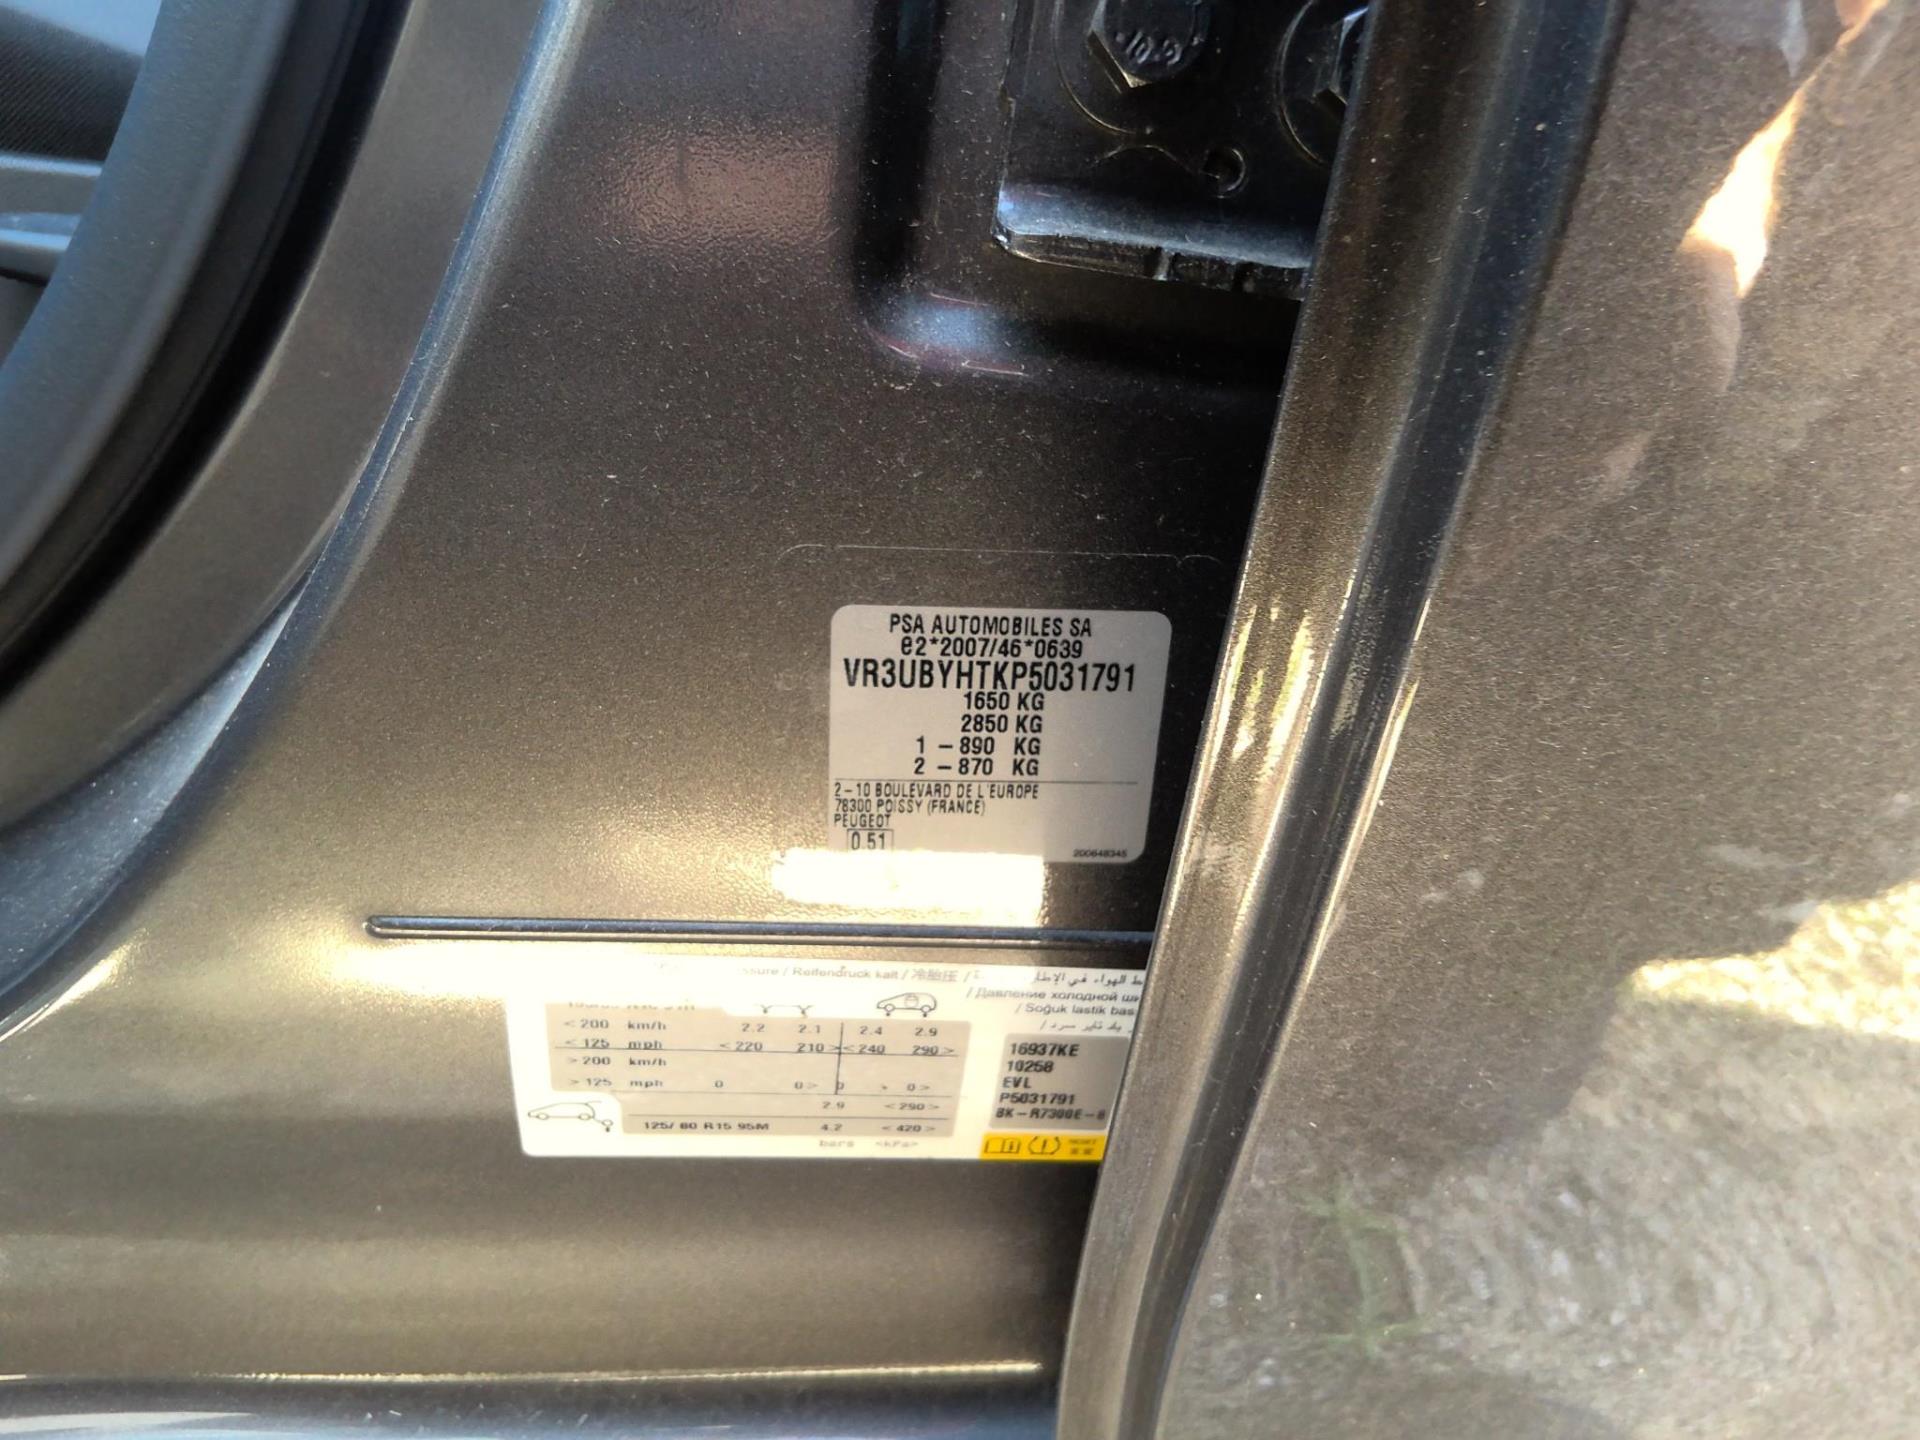 PSA AUTOMOBILES SA
e2*2007/46*0639
VR3UBYHTKP5031791
1650 KG
2850 KG
1 - 890 KG
2 - 870 KG
2-10 BOULEVARD DE L'EUROPE
78300 POISSY (FRANCE)
PEUGEOT
0.51
200648345
/ Reifendruck kalt / 冷胎压 /
/ Давление холодной
/ Soğuk lastik bas
< 200 km/h 2.2 2.1 2.4 2.9
< 125 mph <220 210> <240 290>
> 200 km/h
> 125 mph 0 0> 0 0>
2.9 <290>
125/ 80 R15 95M 4.2 <420>
bars <kPa>
16937KE
10258
EVL
P5031791